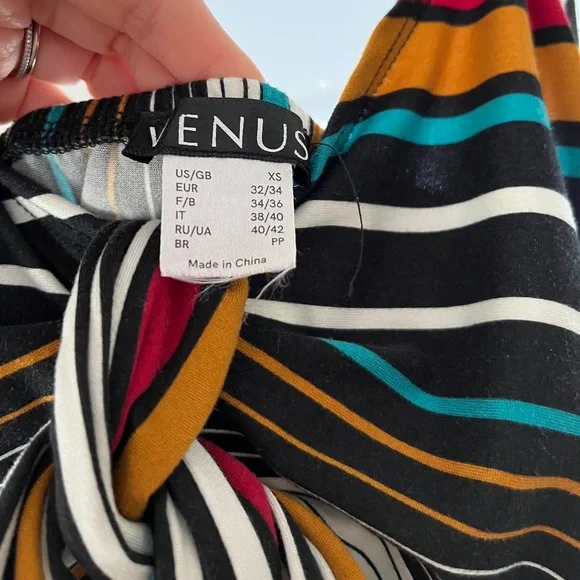 VENUS
US/GB XS
EUR 32/34
F/B 34/36
IT 38/40
RU/UA 40/42
BR PP
Made in China